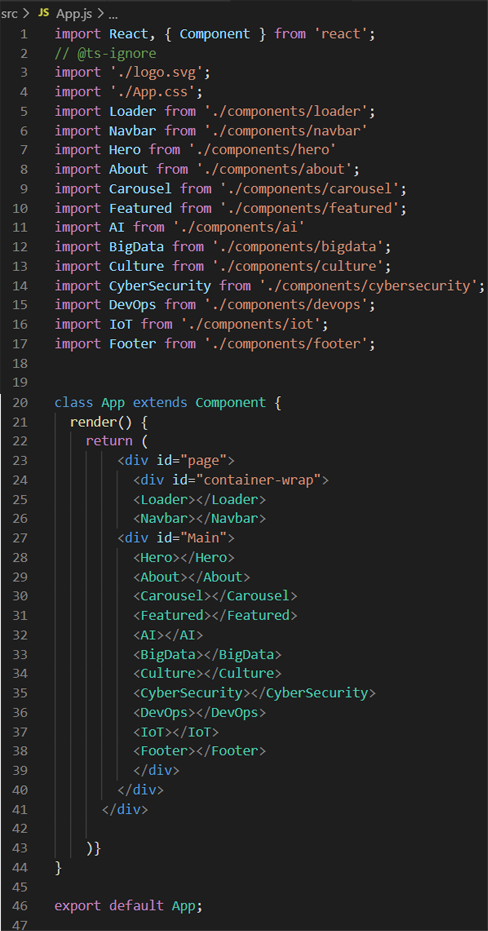 src > JS App.js > ...
1 import React, { Component } from 'react';
2 // @ts-ignore
3 import './logo.svg';
4 import './App.css';
5 import Loader from './components/loader';
6 import Navbar from './components/navbar'
7 import Hero from './components/hero'
8 import About from './components/about';
9 import Carousel from './components/carousel';
10 import Featured from './components/featured';
11 import AI from './components/ai'
12 import BigData from './components/bigdata';
13 import Culture from './components/culture';
14 import CyberSecurity from './components/cybersecurity';
15 import DevOps from './components/devops';
16 import IoT from './components/iot';
17 import Footer from './components/footer';
18
19
20 class App extends Component {
21 render() {
22 return (
23 <div id="page">
24 <div id="container-wrap">
25 <Loader></Loader>
26 <Navbar></Navbar>
27 <div id="Main">
28 <Hero></Hero>
29 <About></About>
30 <Carousel></Carousel>
31 <Featured></Featured>
32 <AI></AI>
33 <BigData></BigData>
34 <Culture></Culture>
35 <CyberSecurity></CyberSecurity>
36 <DevOps></DevOps>
37 <IoT></IoT>
38 <Footer></Footer>
39 </div>
40 </div>
41 </div>
42
43 )}
44 }
45
46 export default App;
47